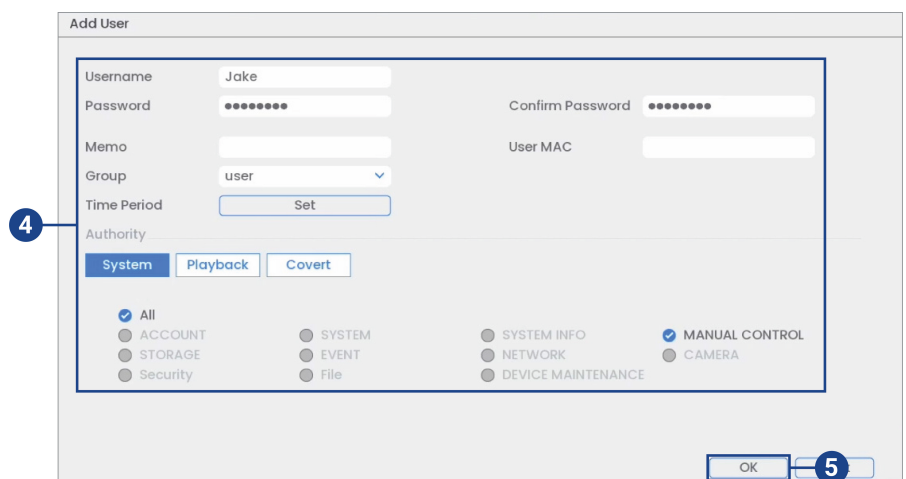 Add User
Username Jake
Password ●●●●●●●● Confirm Password ●●●●●●●●
Memo User MAC
Group user
Time Period Set
4
Authority
System Playback Covert
All
ACCOUNT SYSTEM SYSTEM INFO MANUAL CONTROL
STORAGE EVENT NETWORK CAMERA
Security File DEVICE MAINTENANCE
OK 5